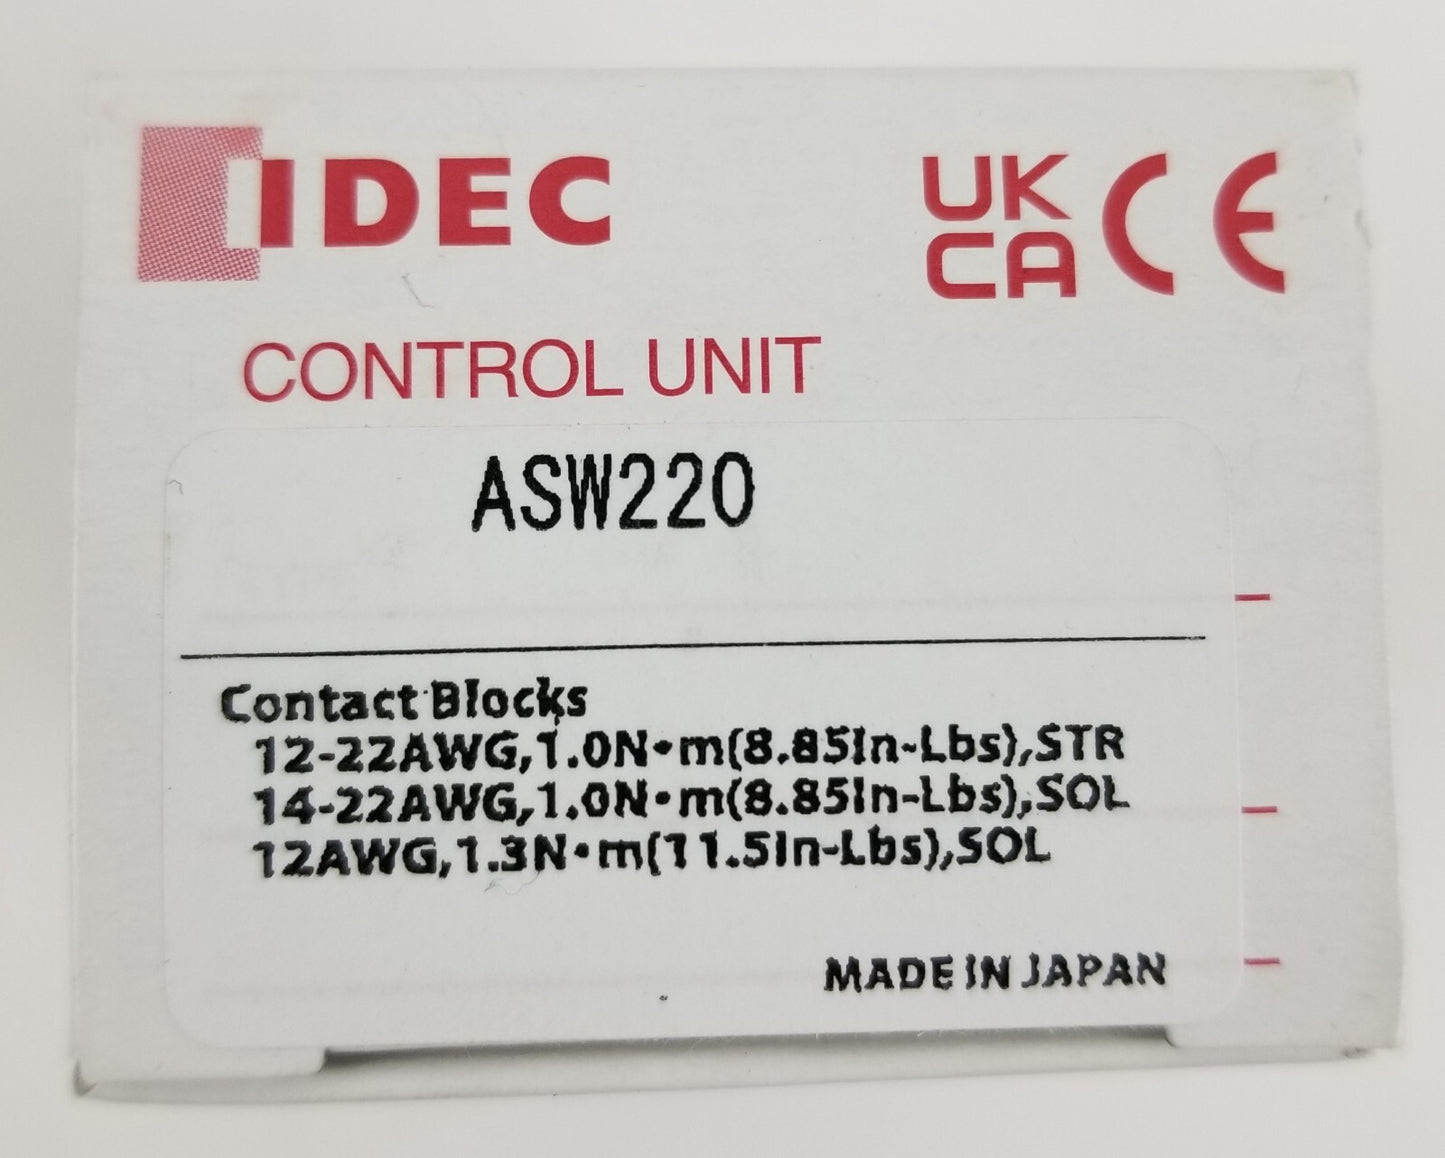 IDEC
UK
CA CE
CONTROL UNIT
ASW220
Contact Blocks
12-22AWG,1.0N•m(8.85In-Lbs),STR
14-22AWG,1.0N•m(8.85In-Lbs),SOL
12AWG,1.3N•m(11.5In-Lbs),SOL
MADE IN JAPAN